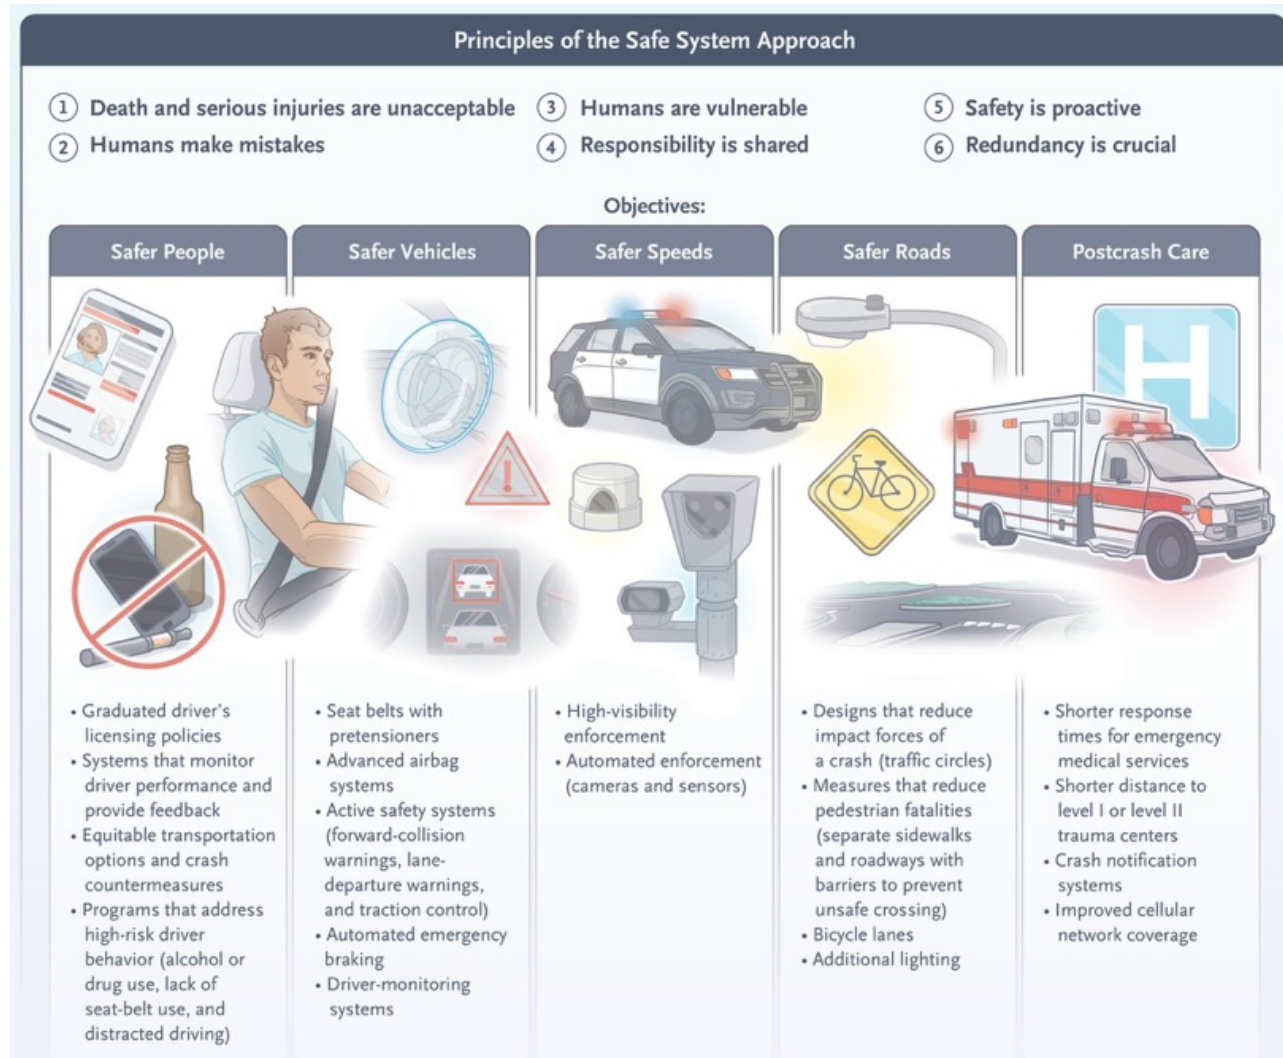 Principles of the Safe System Approach
1 Death and serious injuries are unacceptable
2 Humans make mistakes
3 Humans are vulnerable
4 Responsibility is shared
5 Safety is proactive
6 Redundancy is crucial
Objectives:
Safer People
• Graduated driver's
licensing policies
• Systems that monitor
driver performance and
provide feedback
• Equitable transportation
options and crash
countermeasures
• Programs that address
high-risk driver
behavior (alcohol or
drug use, lack of
seat-belt use, and
distracted driving)
Safer Vehicles
!
• Seat belts with
pretensioners
• Advanced airbag
systems
• Active safety systems
(forward-collision
warnings, lane-
departure warnings,
and traction control)
• Automated emergency
braking
• Driver-monitoring
systems
Safer Speeds
• High-visibility
enforcement
• Automated enforcement
(cameras and sensors)
Safer Roads
• Designs that reduce
impact forces of
a crash (traffic circles)
• Measures that reduce
pedestrian fatalities
(separate sidewalks
and roadways with
barriers to prevent
unsafe crossing)
• Bicycle lanes
• Additional lighting
Postcrash Care
H
• Shorter response
times for emergency
medical services
• Shorter distance to
level I or level II
trauma centers
• Crash notification
systems
• Improved cellular
network coverage